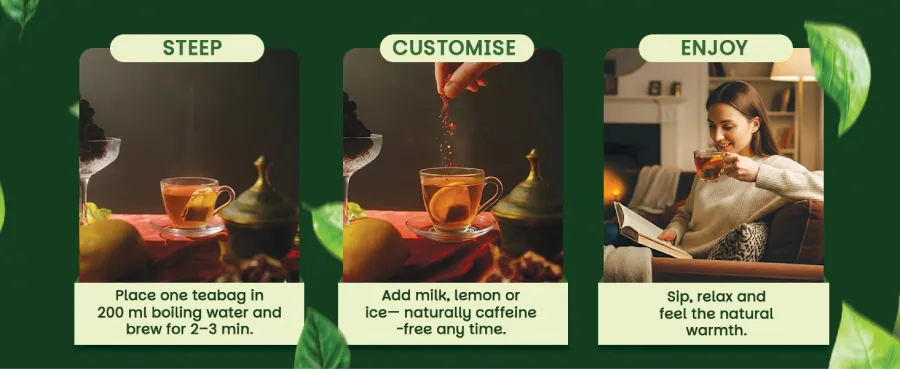 STEEP
Place one teabag in
200 ml boiling water and
brew for 2–3 min.
CUSTOMISE
Add milk, lemon or
ice— naturally caffeine
-free any time.
ENJOY
Sip, relax and
feel the natural
warmth.